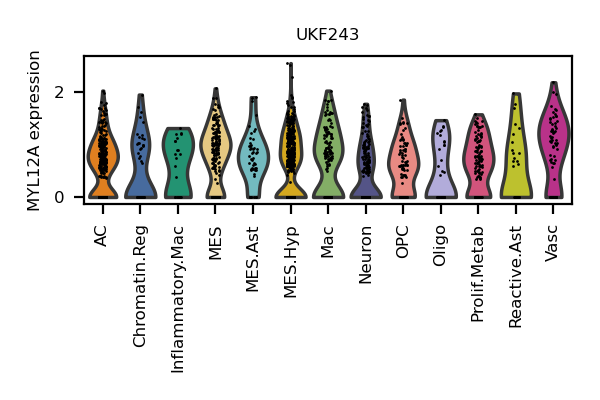 UKF243
MYL12A expression
2
0
AC
Chromatin.Reg
Inflammatory.Mac
MES
MES.Ast
MES.Hyp
Mac
Neuron
OPC
Oligo
Prolif.Metab
Reactive.Ast
Vasc